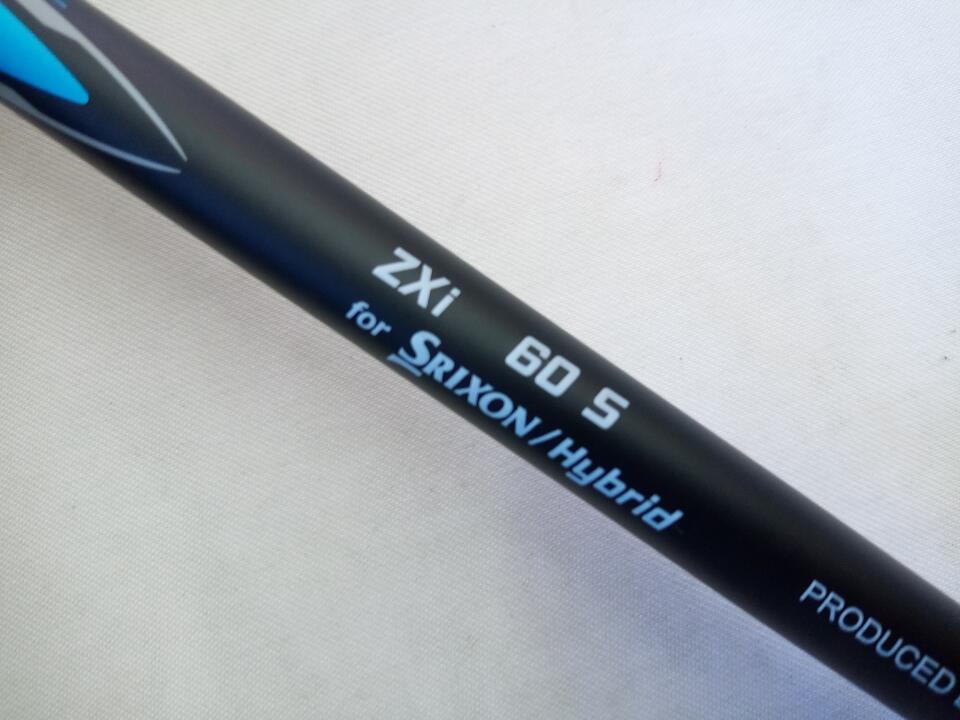 ZXi 60 S
for SRIXON/Hybrid
PRODUCED